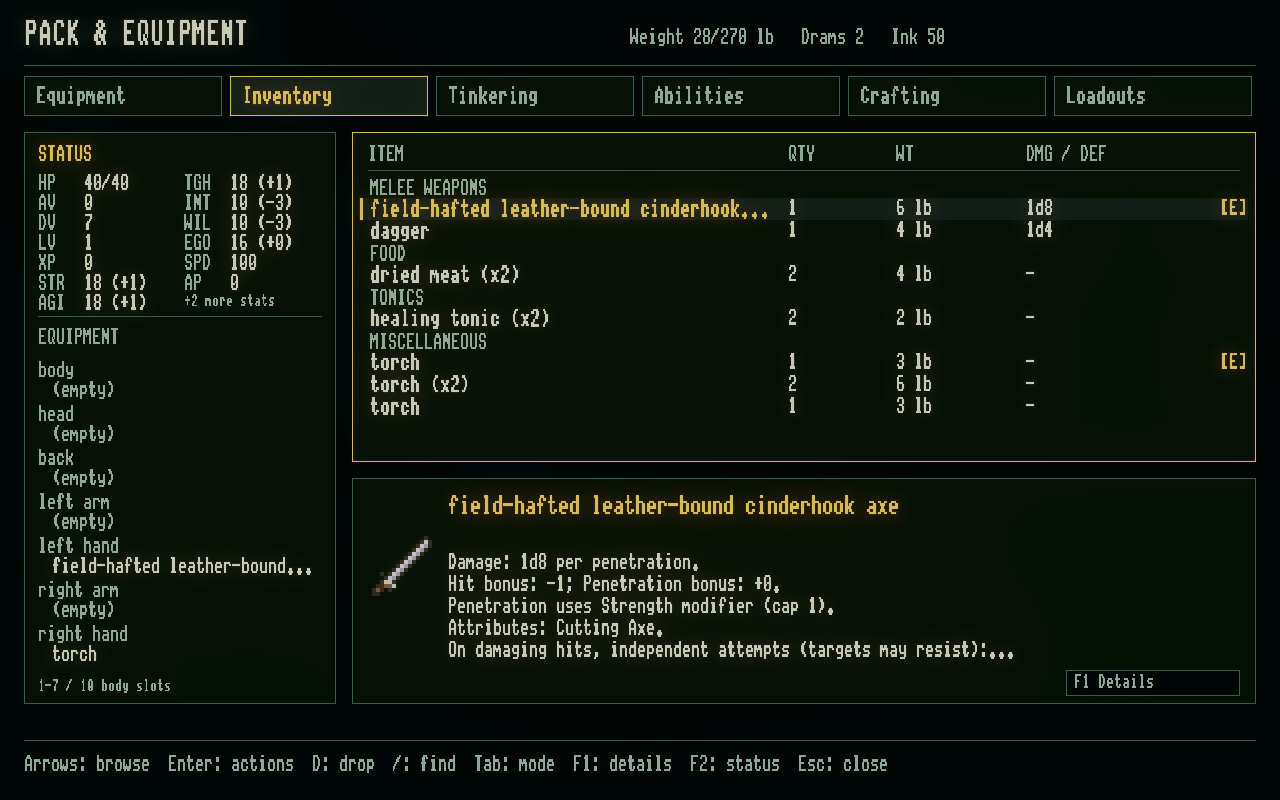 PACK & EQUIPMENT
Weight 28/270 lb Drams 2 Ink 50
Equipment Inventory Tinkering Abilities Crafting Loadouts
STATUS
HP 40/40 TGH 18 (+1)
AV 0 INT 10 (-3)
DV 7 WIL 10 (-3)
LV 1 EGO 16 (+0)
XP 0 SPD 100
STR 18 (+1) AP 0
AGI 18 (+1) +2 more stats
EQUIPMENT
body
(empty)
head
(empty)
back
(empty)
left arm
(empty)
left hand
field-hafted leather-bound...
right arm
(empty)
right hand
torch
1-7 / 10 body slots
ITEM QTY WT DMG / DEF
MELEE WEAPONS
field-hafted leather-bound cinderhook... 1 6 lb 1d8 [E]
dagger 1 4 lb 1d4
FOOD
dried meat (x2) 2 4 lb -
TONICS
healing tonic (x2) 2 2 lb -
MISCELLANEOUS
torch 1 3 lb - [E]
torch (x2) 2 6 lb -
torch 1 3 lb -
field-hafted leather-bound cinderhook axe
Damage: 1d8 per penetration.
Hit bonus: -1; Penetration bonus: +0.
Penetration uses Strength modifier (cap 1).
Attributes: Cutting Axe.
On damaging hits, independent attempts (targets may resist):...
F1 Details
Arrows: browse Enter: actions D: drop /: find Tab: mode F1: details F2: status Esc: close